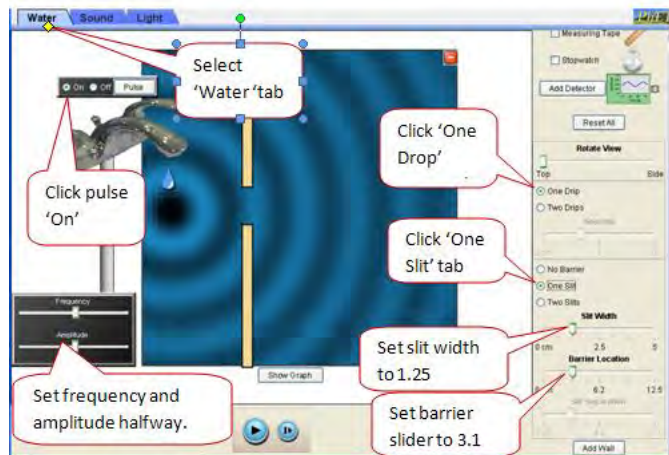 Water Sound Light
PhET
Select
'Water 'tab
On Off Pulse
Click pulse
'On'
Frequency
Amplitude
Set frequency and
amplitude halfway.
Show Graph
Measuring Tape
Stopwatch
Add Detector
Reset All
Rotate View
Top Side
Click 'One
Drop'
One Drip
Two Drips
Click 'One
Slit' tab
No Barrier
One Slit
Two Slits
Slit Width
Set slit width
to 1.25
0 cm 2.5 5
Barrier Location
6.2 12.5
Set barrier
slider to 3.1
Add Wall